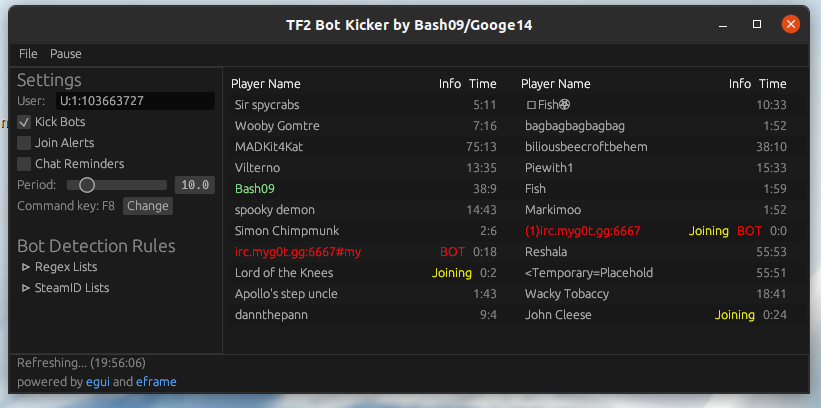 TF2 Bot Kicker by Bash09/Googe14
File Pause
Settings
User: U:1:103663727
Kick Bots
Join Alerts
Chat Reminders
Period: 10.0
Command key: F8 Change
Bot Detection Rules
Regex Lists
SteamID Lists
Player Name Info Time
Sir spycrabs 5:11
Wooby Gomtre 7:16
MADKit4Kat 75:13
Vilterno 13:35
Bash09 38:9
spooky demon 14:43
Simon Chimpmunk 2:6
irc.myg0t.gg:6667#my BOT 0:18
Lord of the Knees Joining 0:2
Apollo's step uncle 1:43
dannthepann 9:4
Player Name Info Time
Fish 10:33
bagbagbagbagbag 1:52
biliousbeecroftbehem 38:10
Piewith1 15:33
Fish 1:59
Markimoo 1:52
(1)irc.myg0t.gg:6667 Joining BOT 0:0
Reshala 55:53
<Temporary=Placehold 55:51
Wacky Tobaccy 18:41
John Cleese Joining 0:24
Refreshing... (19:56:06)
powered by egui and eframe